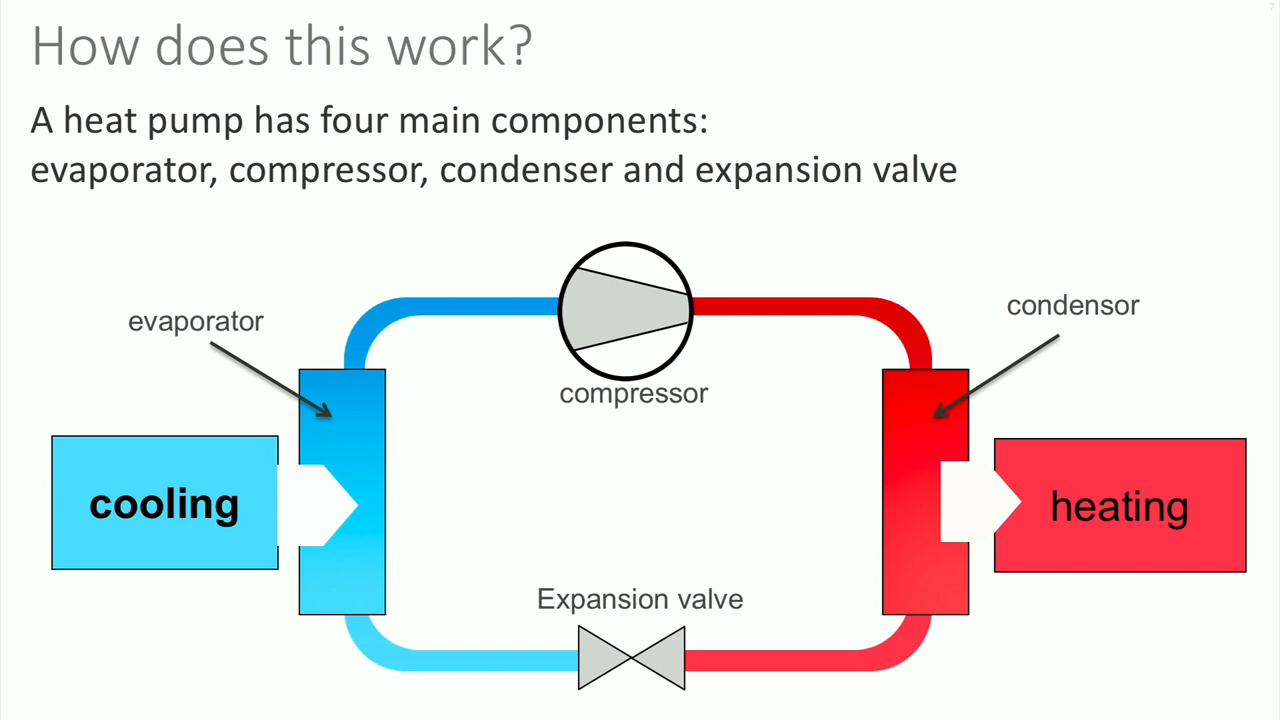 7
How does this work?
A heat pump has four main components:
evaporator, compressor, condenser and expansion valve
evaporator
condensor
compressor
cooling
heating
Expansion valve